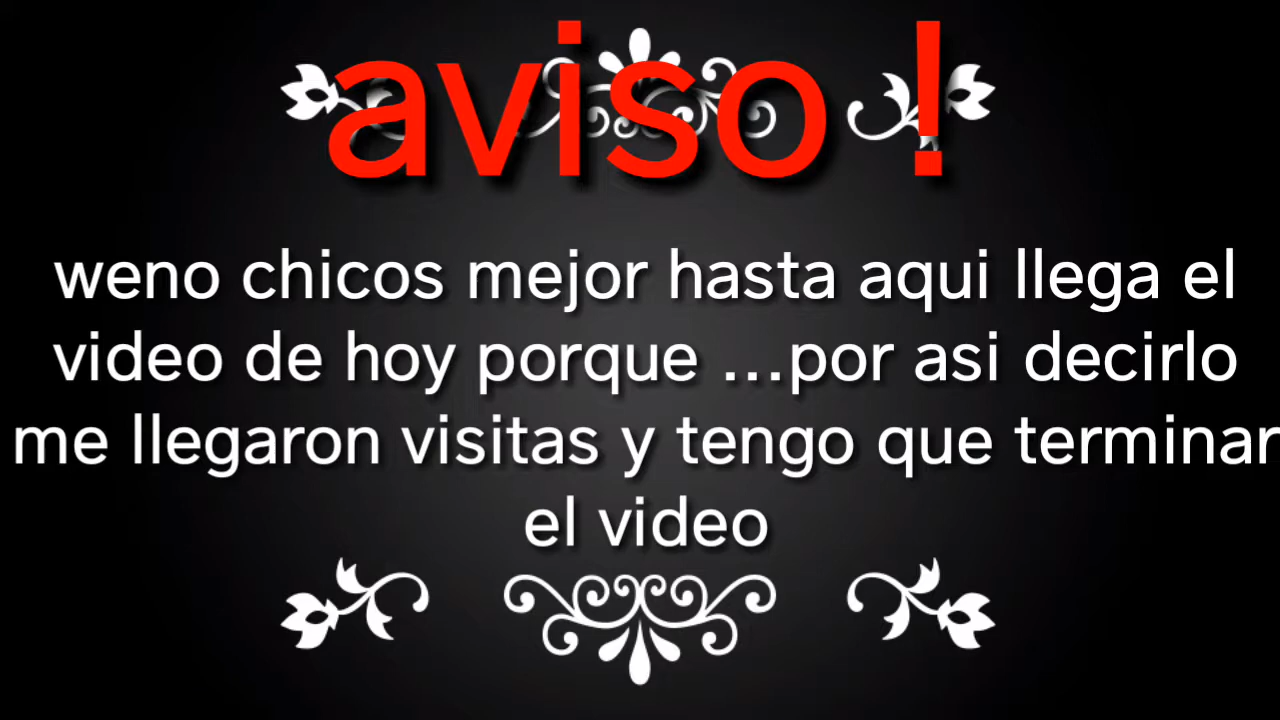 aviso !
weno chicos mejor hasta aqui llega el
video de hoy porque ...por asi decirlo
me llegaron visitas y tengo que terminar
el video